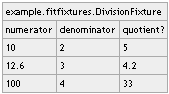 example.fitfixtures.DivisionFixture
numerator denominator quotient?
10 2 5
12.6 3 4.2
100 4 33